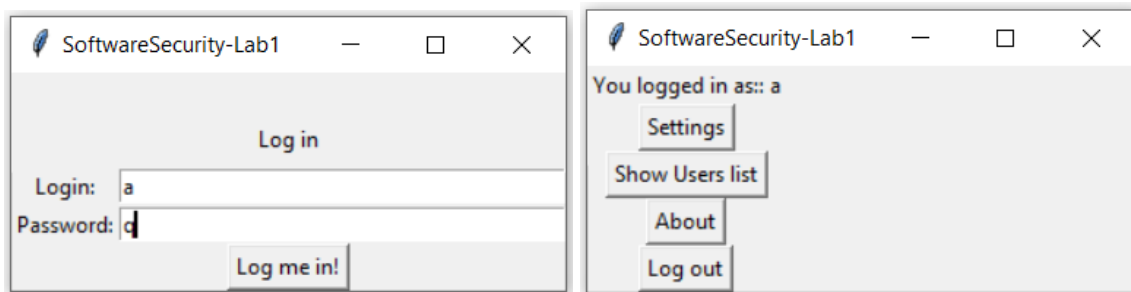 SoftwareSecurity-Lab1
Log in
Login: a
Password: q
Log me in!
SoftwareSecurity-Lab1
You logged in as:: a
Settings
Show Users list
About
Log out